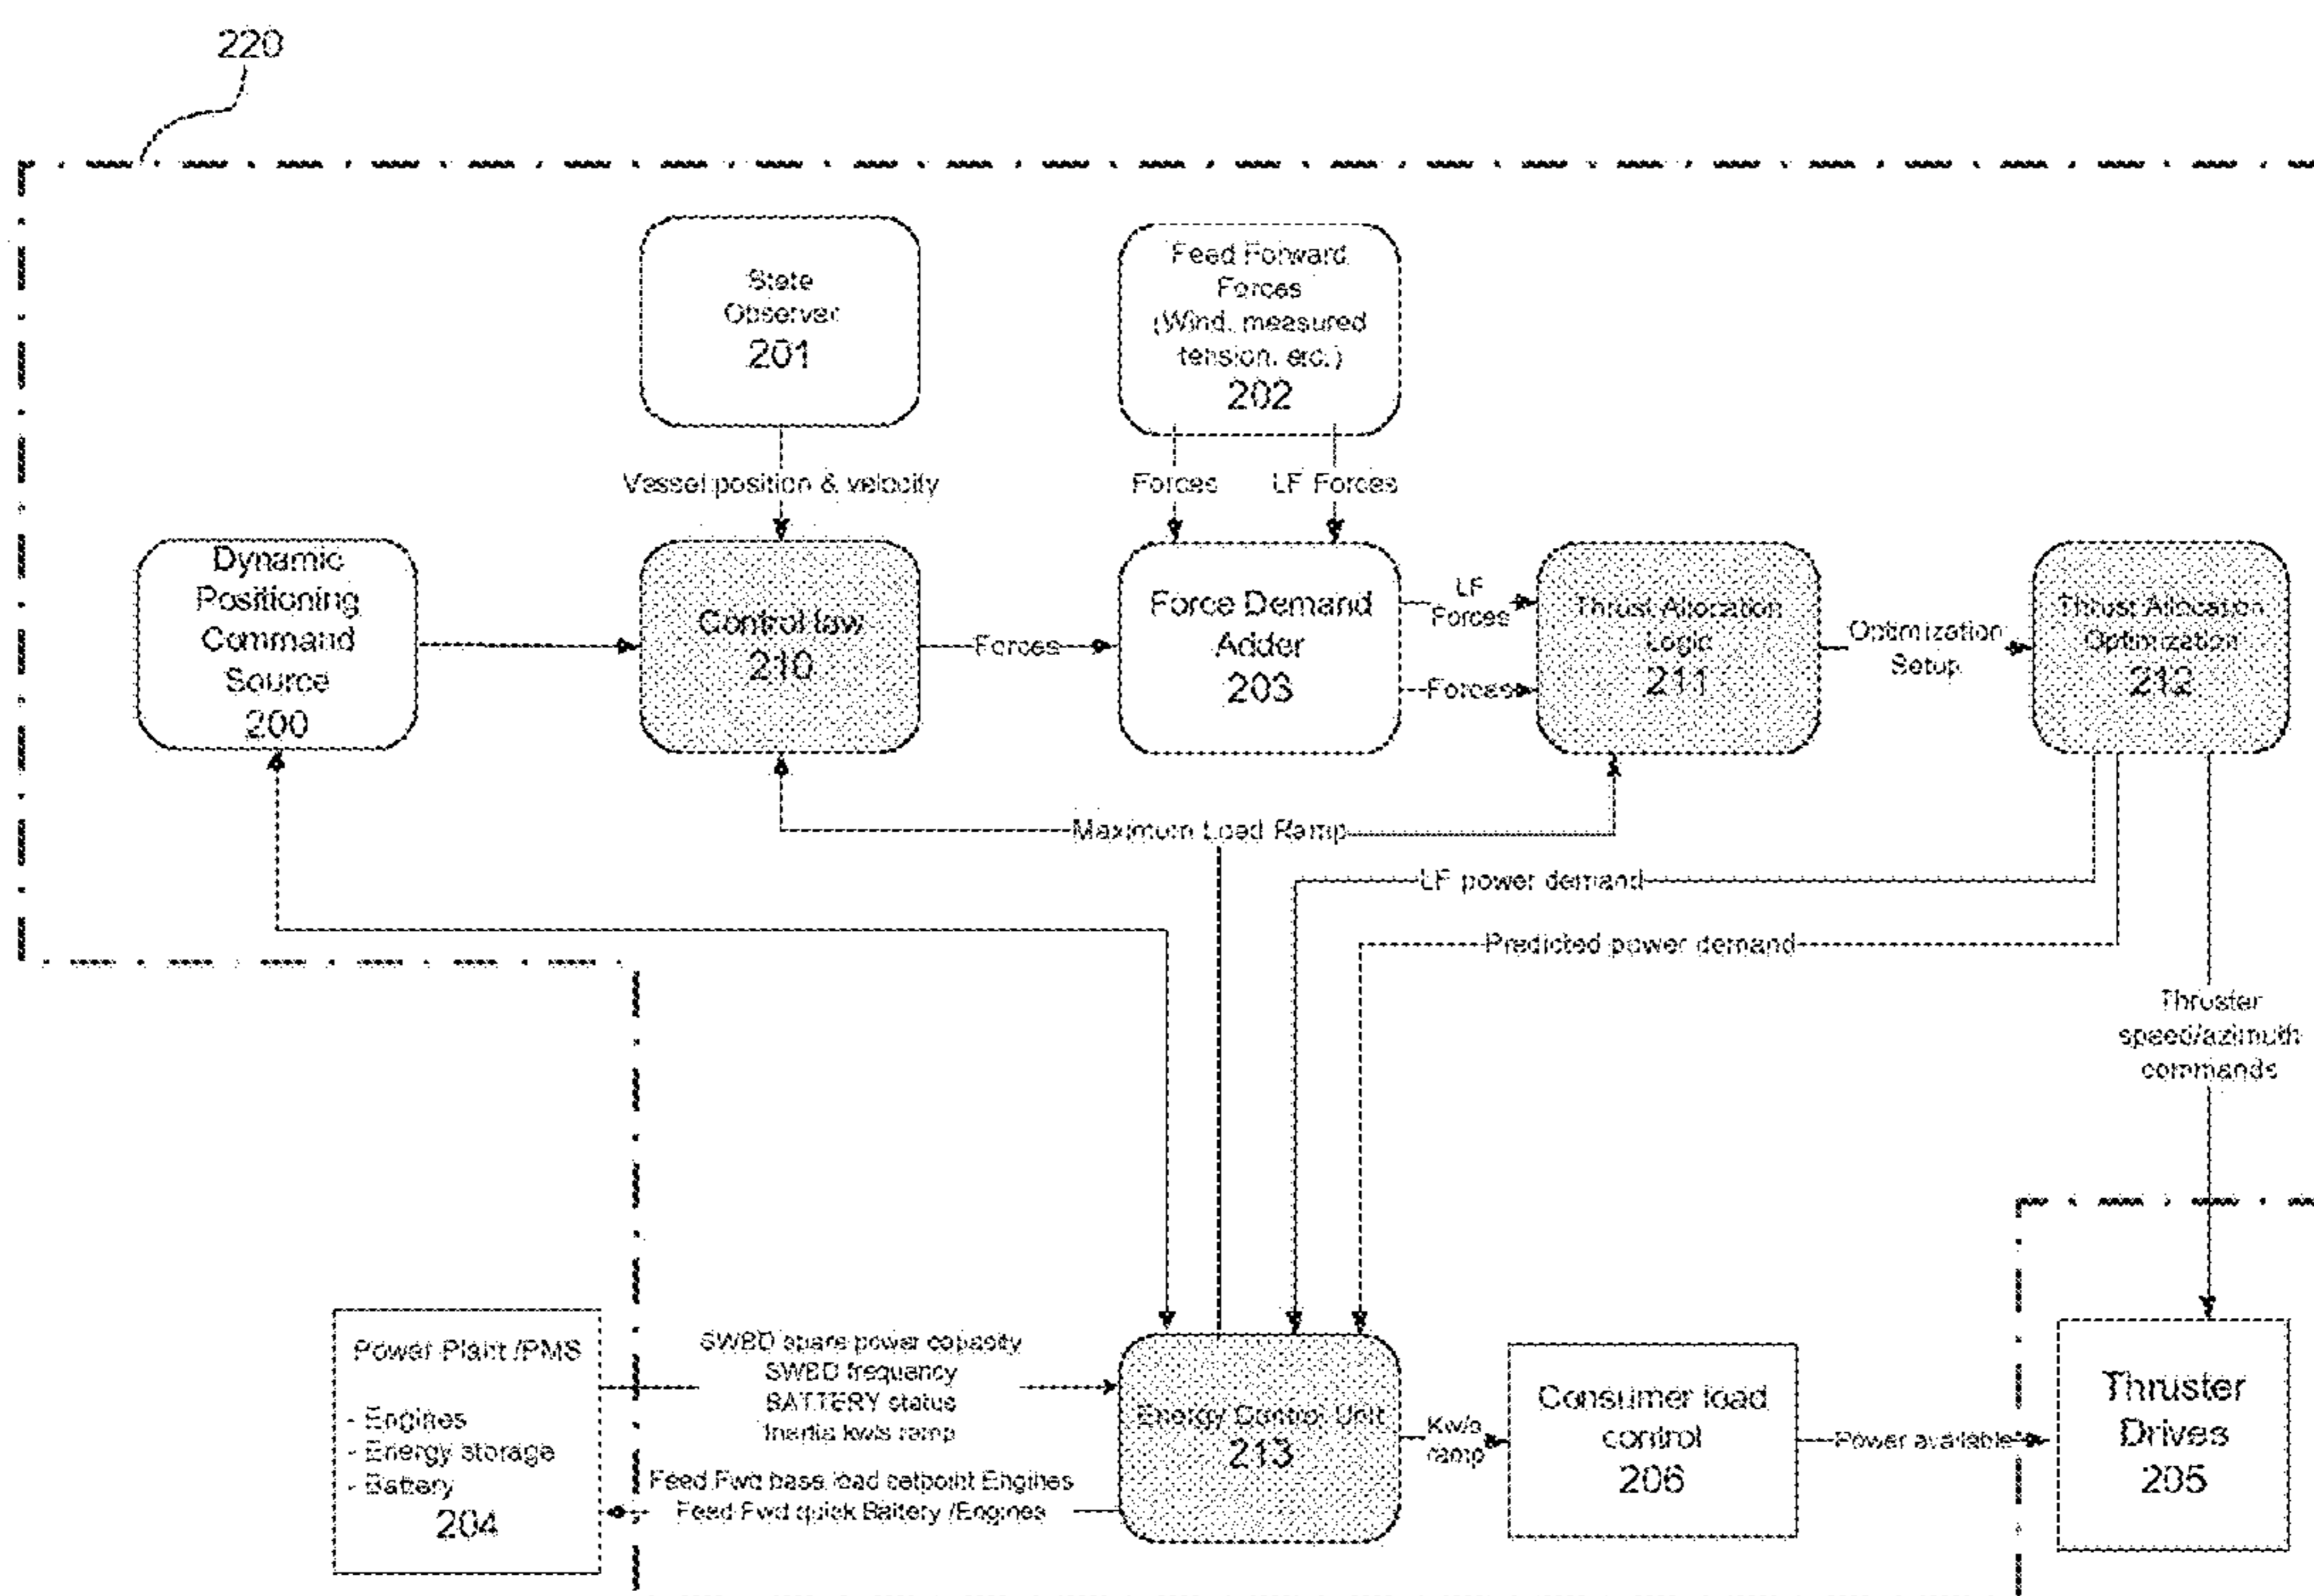 220
State
Observer
201
Feed Forward
Forces
(Wind, measured
tension, etc.)
202
Vessel position & velocity
Forces
LF Forces
Dynamic
Positioning
Command
Source
200
Control law
210
Forces
Force Demand
Adder
203
LF
Forces
Forces
Thrust Allocation
Logic
211
Optimization
Setup
Thrust Allocation
Optimization
212
Maximum Load Ramp
LF power demand
Predicted power demand
Thruster
speed/azimuth
commands
Power Plant /PMS
- Engines
- Energy storage
- Battery
204
SWBD spare power capacity
SWBD frequency
BATTERY status
Inertia kw/s ramp
Feed Fwd base load setpoint Engines
Feed Fwd quick Battery /Engines
Energy Control Unit
213
Kw/s
ramp
Consumer load
control
206
Power available
Thruster
Drives
205